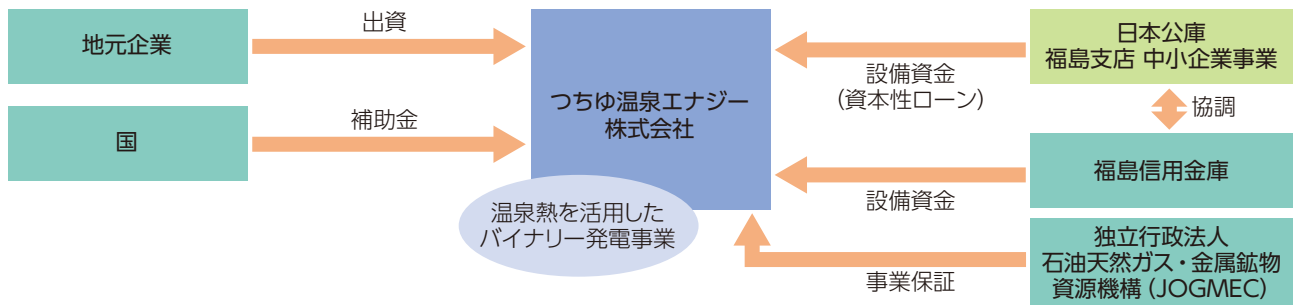 地元企業
出資
国
補助金
つちゆ温泉エナジー
株式会社
温泉熱を活用した
バイナリー発電事業
日本公庫
福島支店 中小企業事業
設備資金
(資本性ローン)
協調
福島信用金庫
設備資金
独立行政法人
石油天然ガス・金属鉱物
資源機構(JOGMEC)
事業保証